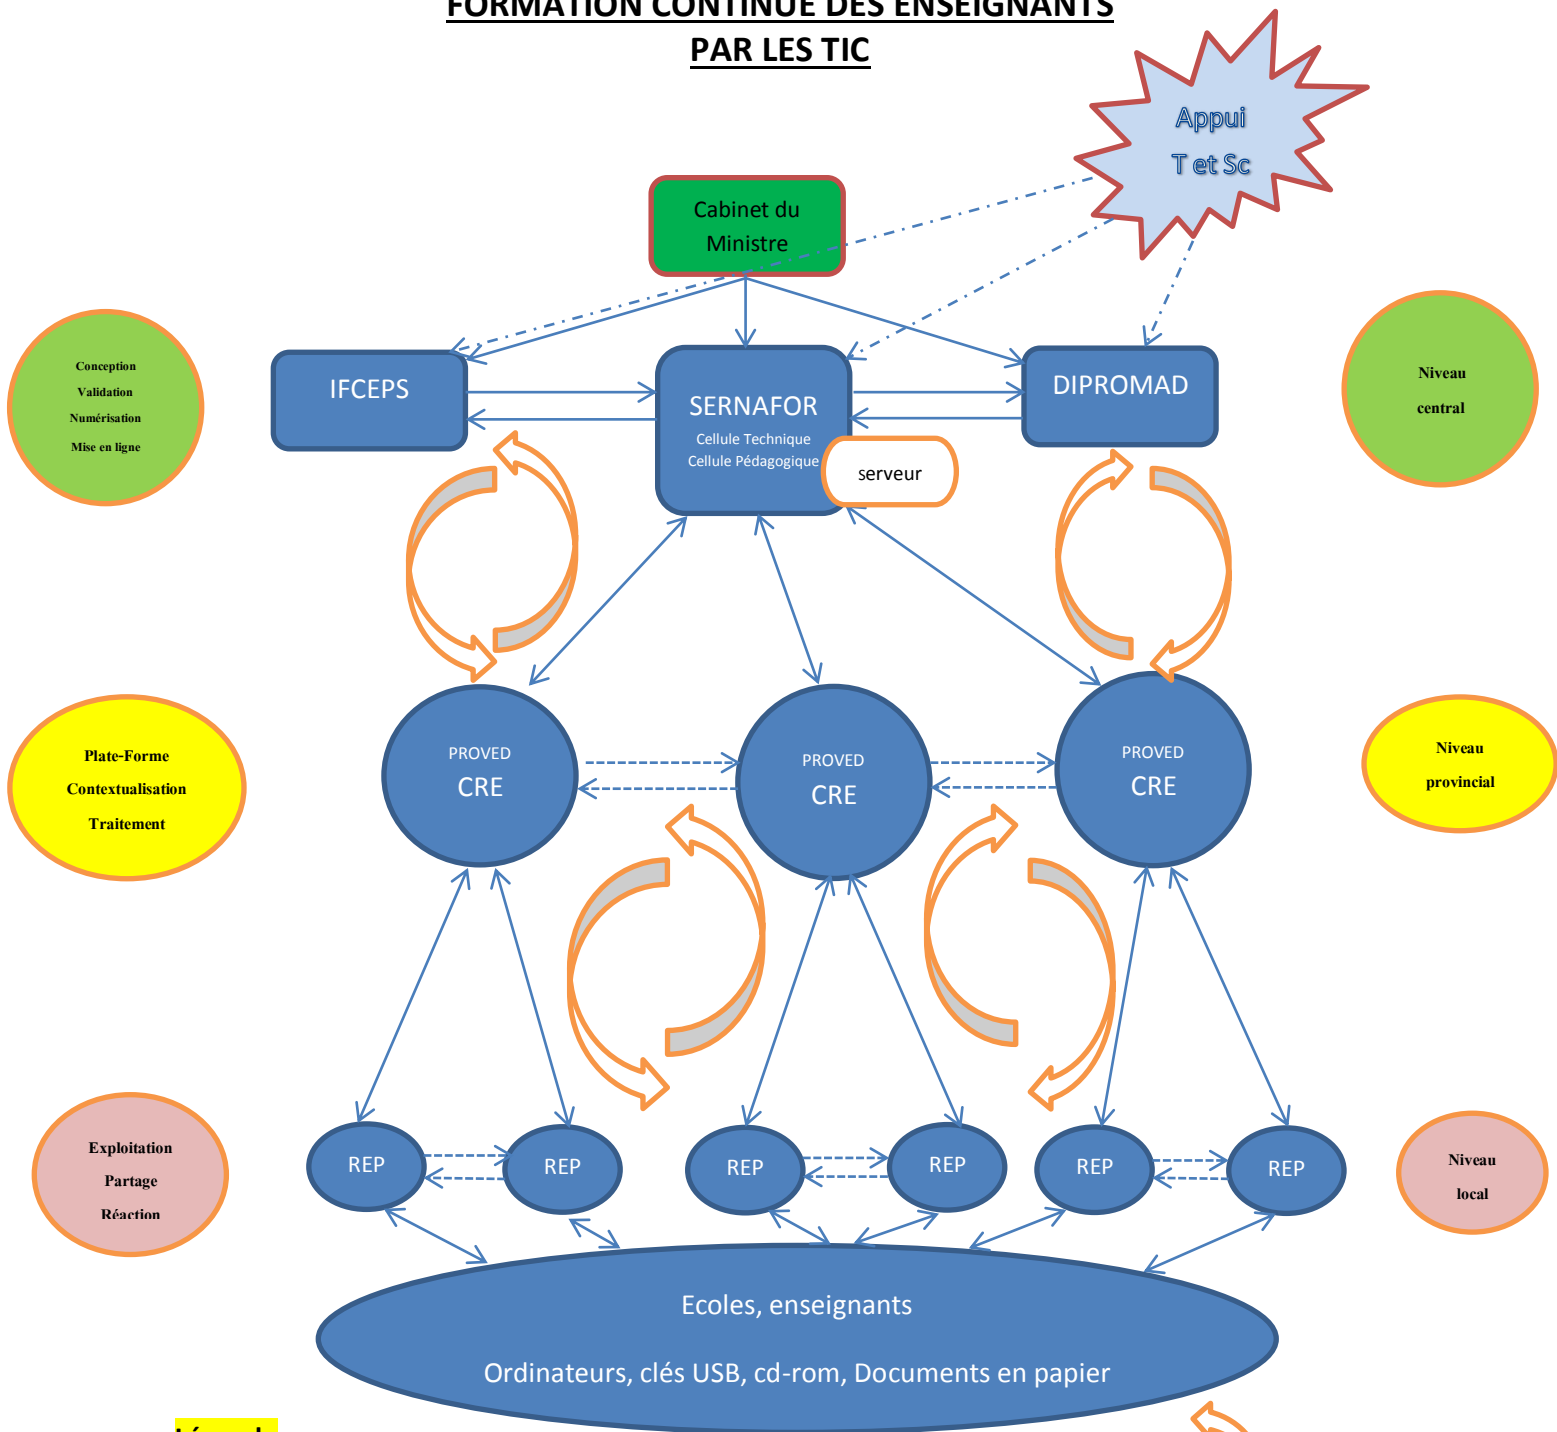 FORMATION CONTINUE DES ENSEIGNANTS
PAR LES TIC
Appui
T et Sc
Cabinet du
Ministre
Conception
Validation
Numérisation
Mise en ligne
IFCEPS
SERNAFOR
Cellule Technique
Cellule Pédagogique
serveur
DIPROMAD
Niveau
central
Plate-Forme
Contextualisation
Traitement
PROVED
CRE
PROVED
CRE
PROVED
CRE
Niveau
provincial
Exploitation
Partage
Réaction
REP
REP
REP
REP
REP
REP
Niveau
local
Ecoles, enseignants
Ordinateurs, clés USB, cd-rom, Documents en papier